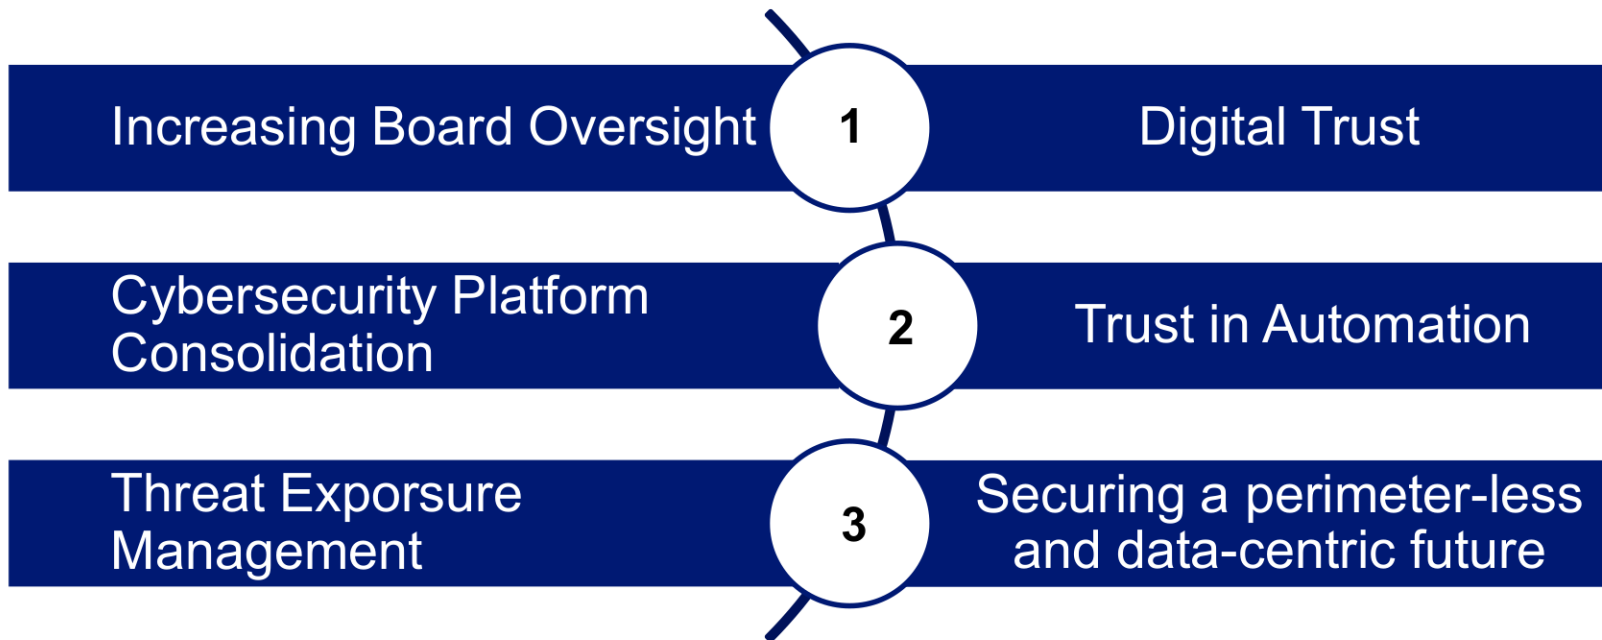 Increasing Board Oversight
1
Digital Trust
Cybersecurity Platform
Consolidation
2
Trust in Automation
Threat Exporsure
Management
3
Securing a perimeter-less
and data-centric future